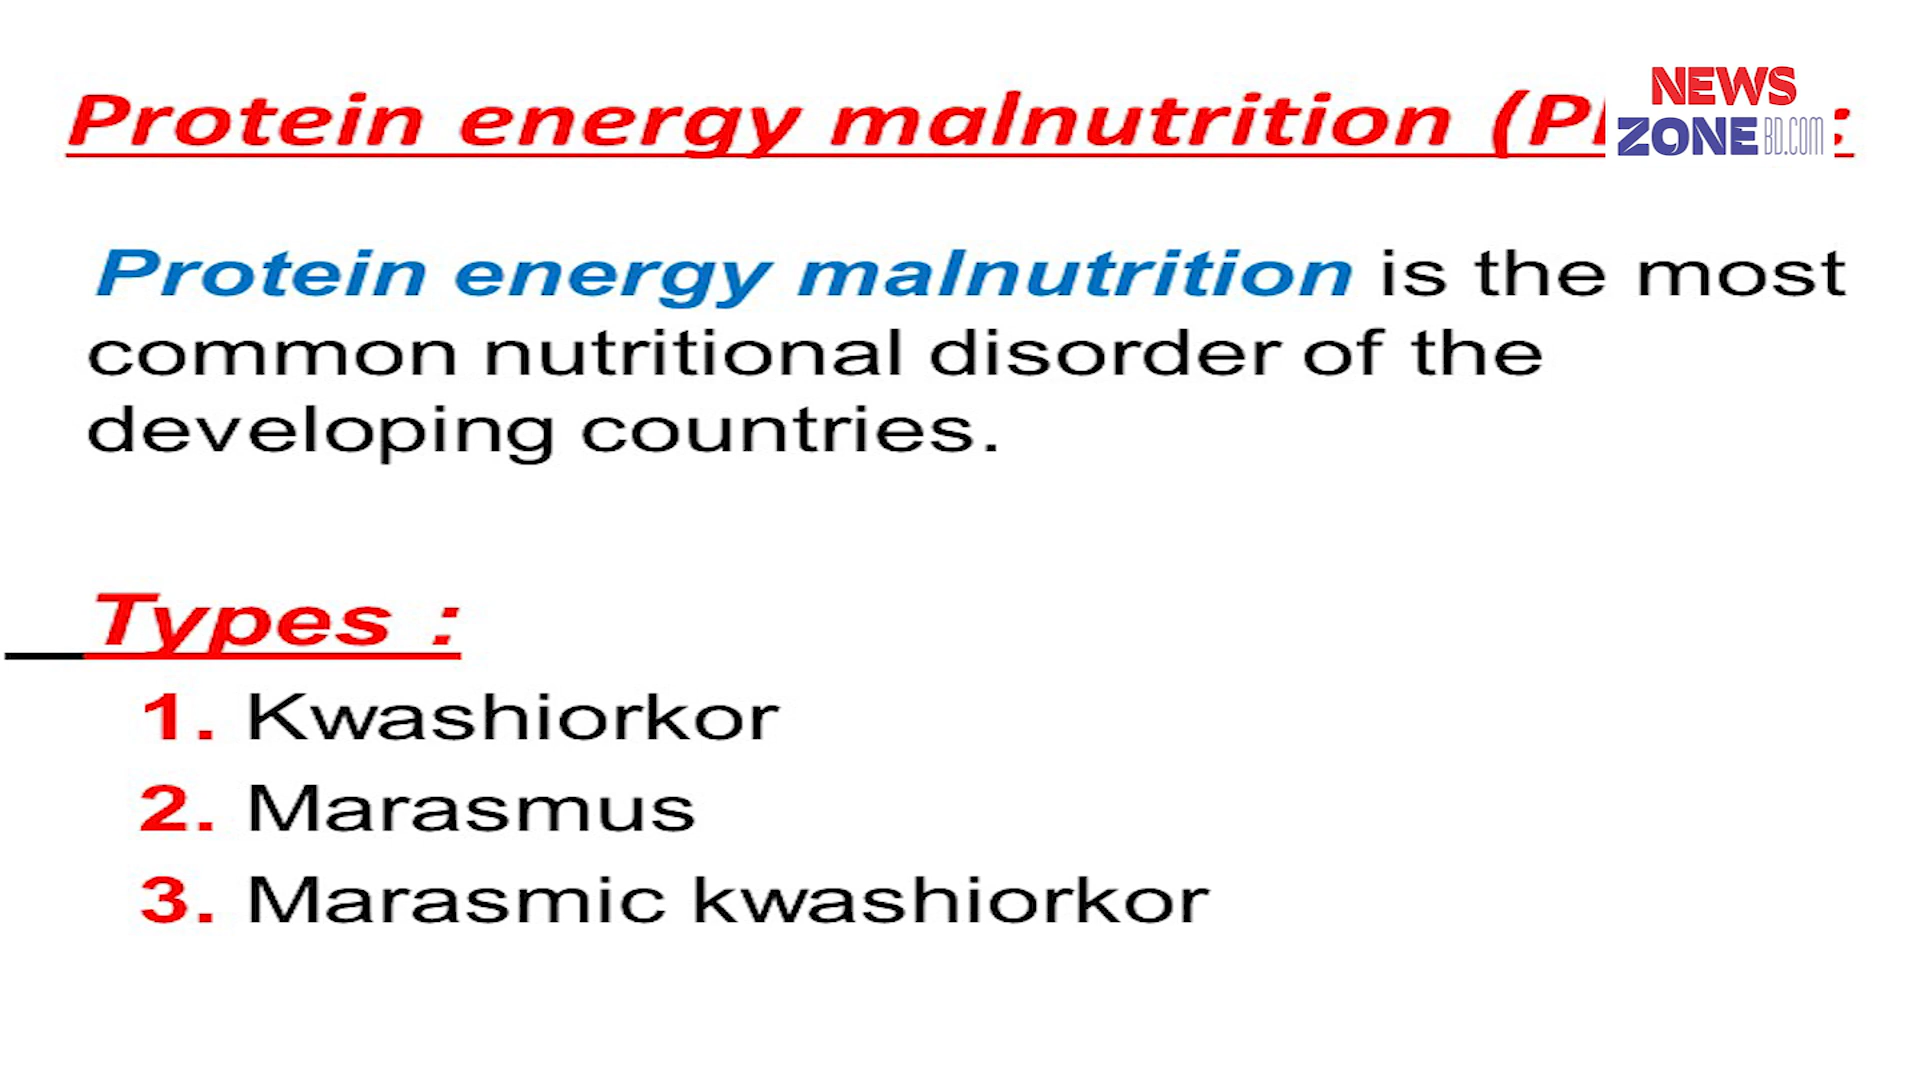 Protein energy malnutrition
NEWS
ZONE BD.COM
Protein energy malnutrition is the most
common nutritional disorder of the
developing countries.
Types :
1. Kwashiorkor
2. Marasmus
3. Marasmic kwashiorkor